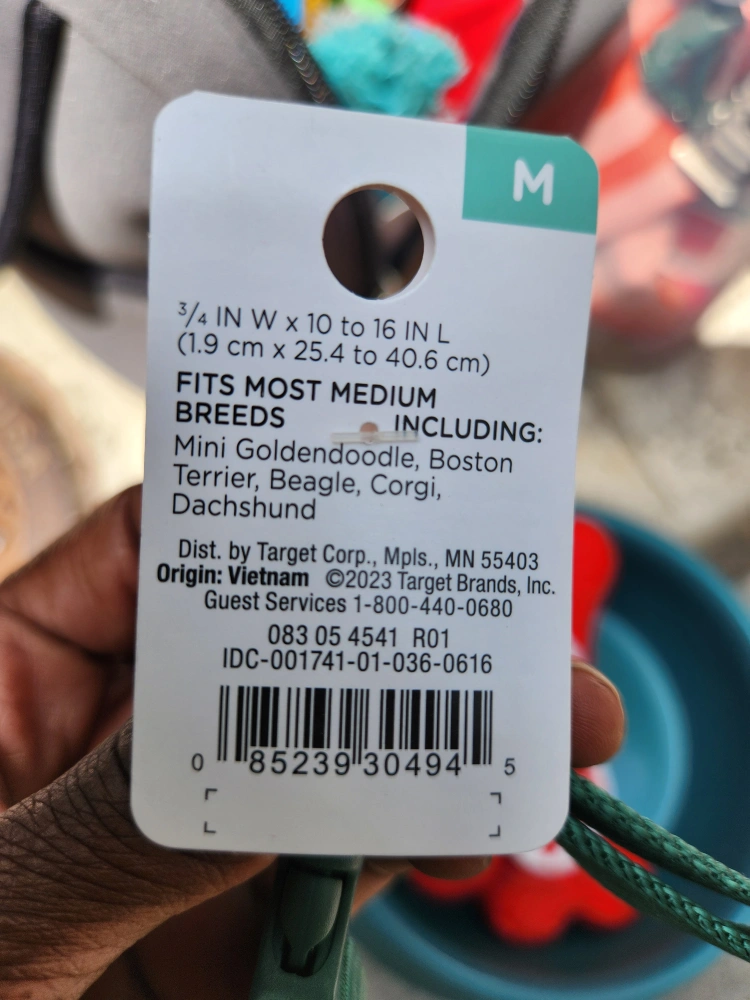 M
3/4 IN W x 10 to 16 IN L
(1.9 cm x 25.4 to 40.6 cm)
FITS MOST MEDIUM
BREEDS INCLUDING:
Mini Goldendoodle, Boston
Terrier, Beagle, Corgi,
Dachshund
Dist. by Target Corp., Mpls., MN 55403
Origin: Vietnam ©2023 Target Brands, Inc.
Guest Services 1-800-440-0680
083 05 4541 R01
IDC-001741-01-036-0616
0 85239 30494 5